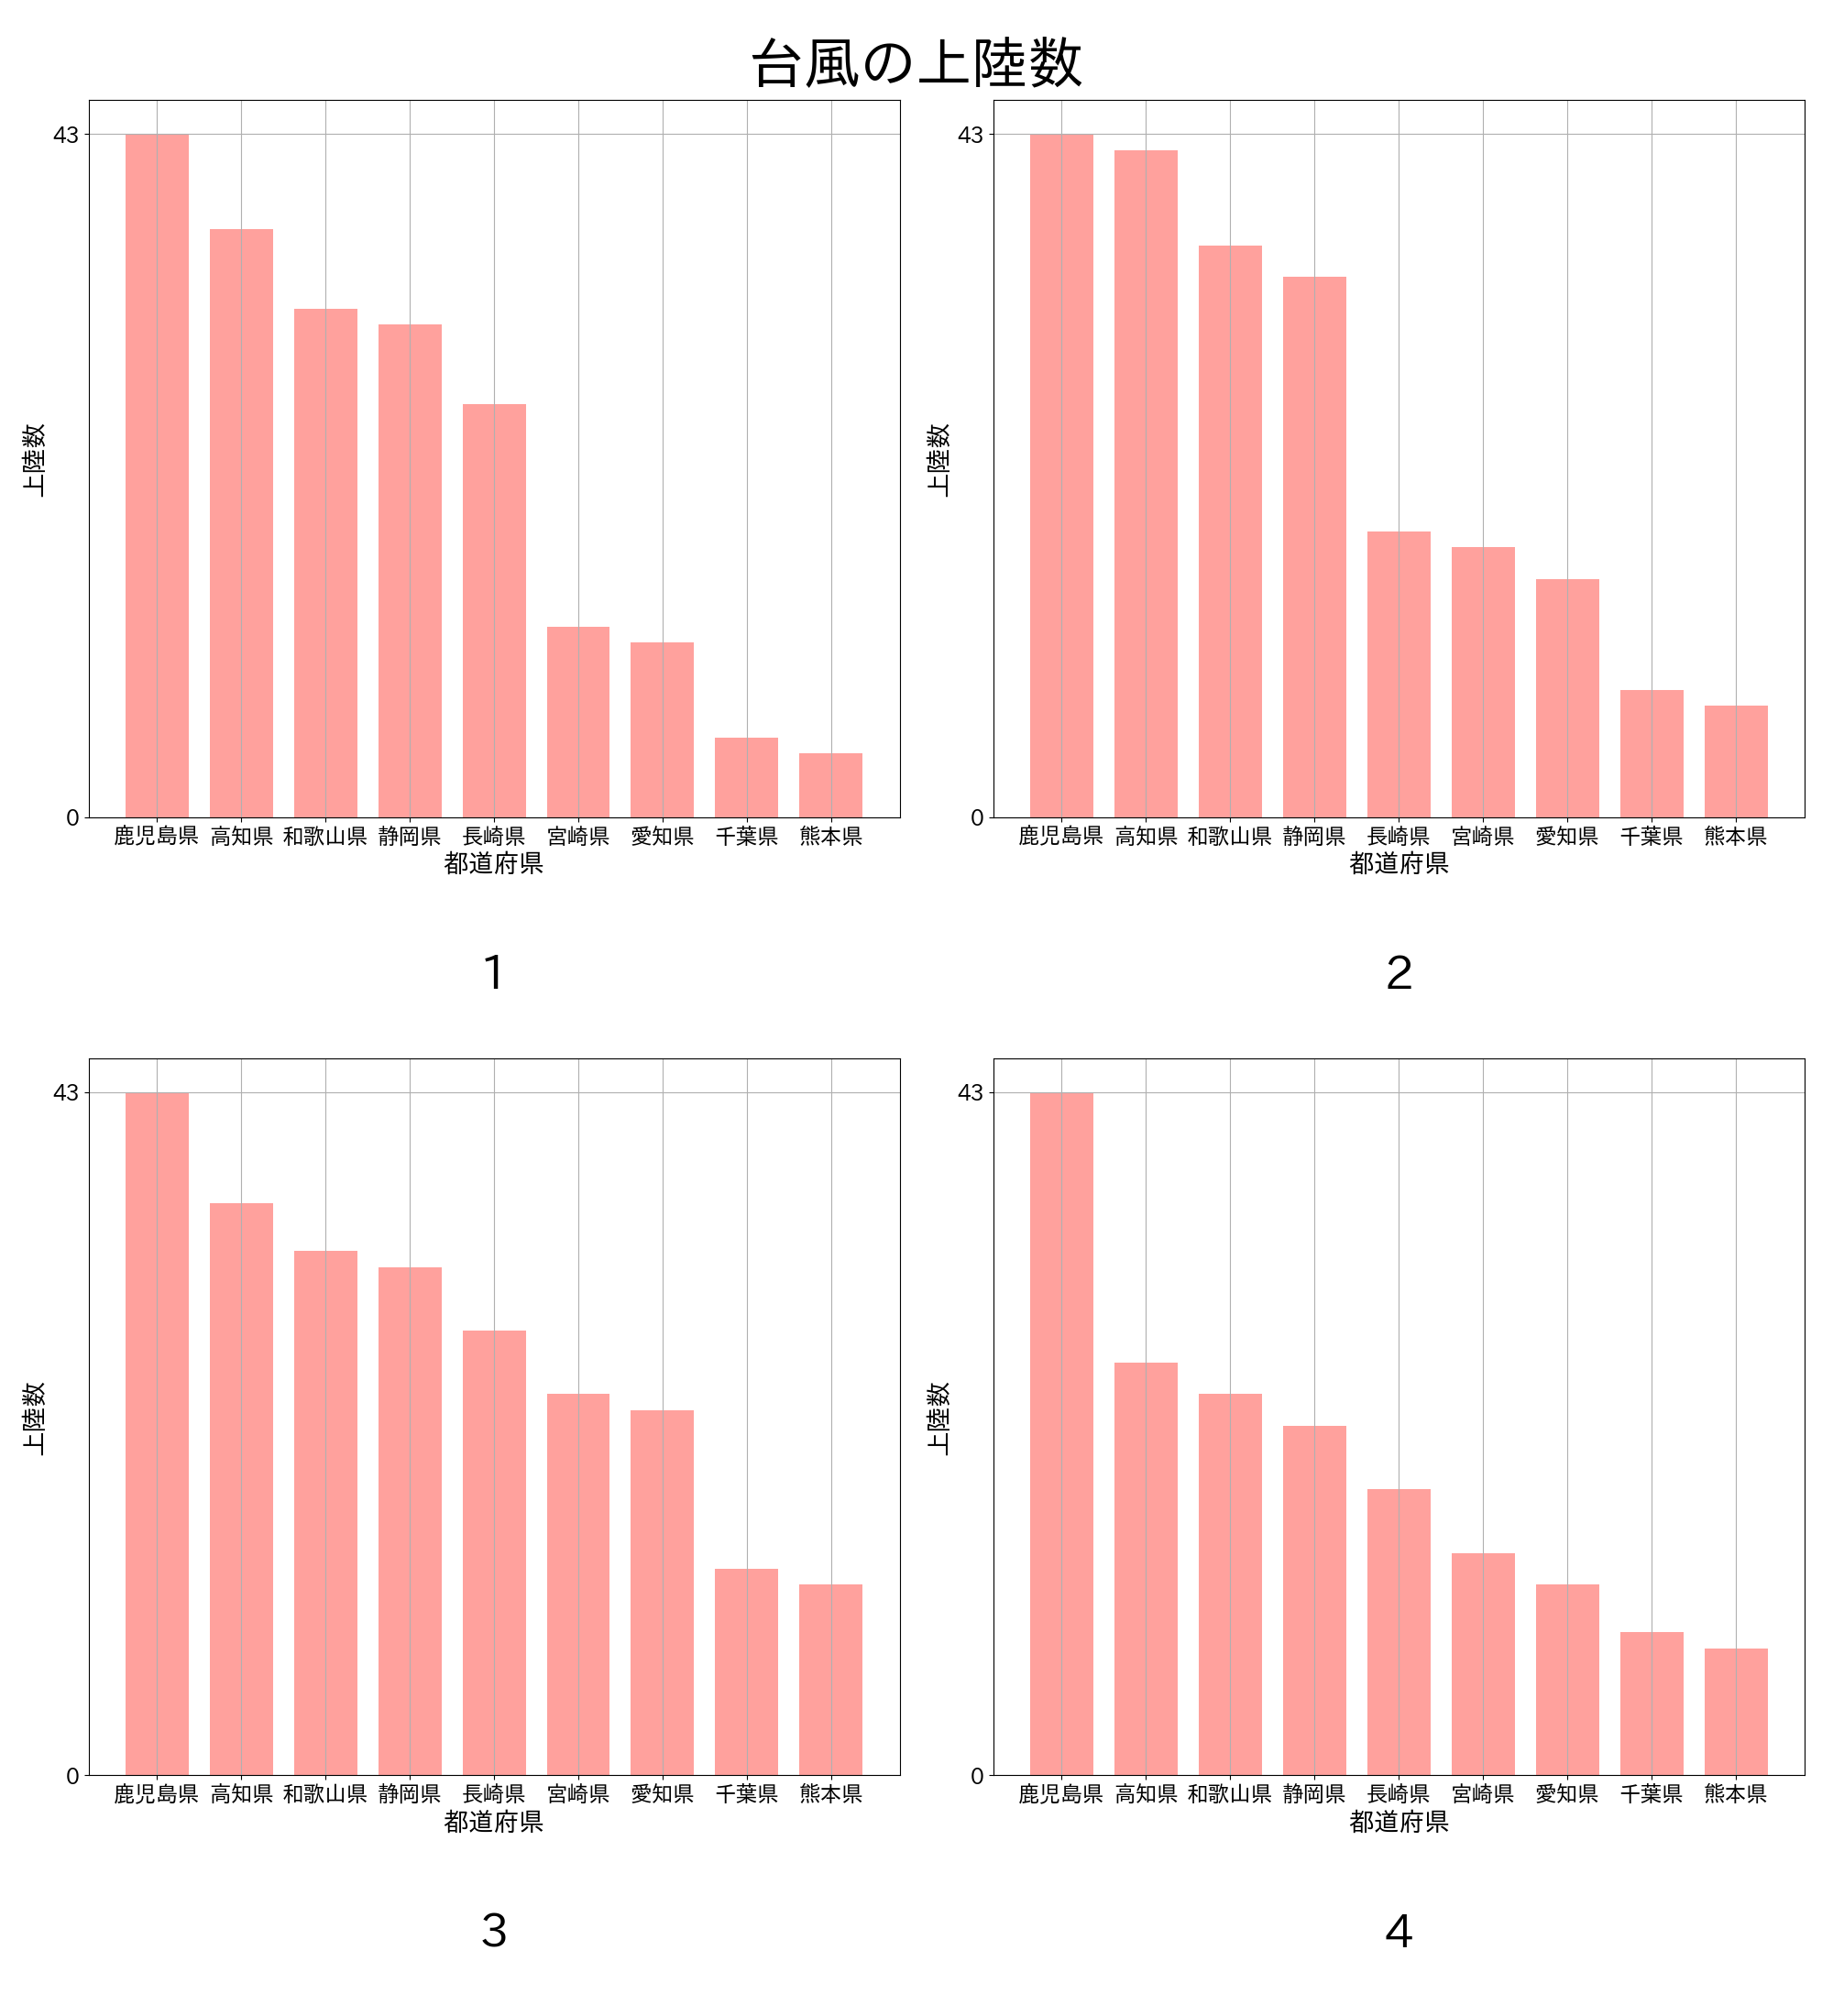 台風の上陸数
43
0
上陸数
鹿児島県 高知県 和歌山県 静岡県 長崎県 宮崎県 愛知県 千葉県 熊本県
都道府県
1
43
0
上陸数
鹿児島県 高知県 和歌山県 静岡県 長崎県 宮崎県 愛知県 千葉県 熊本県
都道府県
2
43
0
上陸数
鹿児島県 高知県 和歌山県 静岡県 長崎県 宮崎県 愛知県 千葉県 熊本県
都道府県
3
43
0
上陸数
鹿児島県 高知県 和歌山県 静岡県 長崎県 宮崎県 愛知県 千葉県 熊本県
都道府県
4